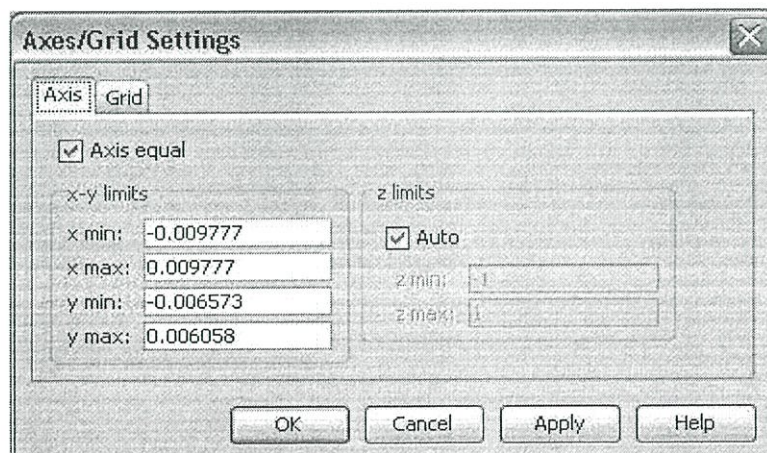 Axes/Grid Settings
Axis Grid
Axis equal
x-y limits
x min: -0.009777
x max: 0.009777
y min: -0.006573
y max: 0.006058
z limits
Auto
z min: -1
z max: 1
OK Cancel Apply Help